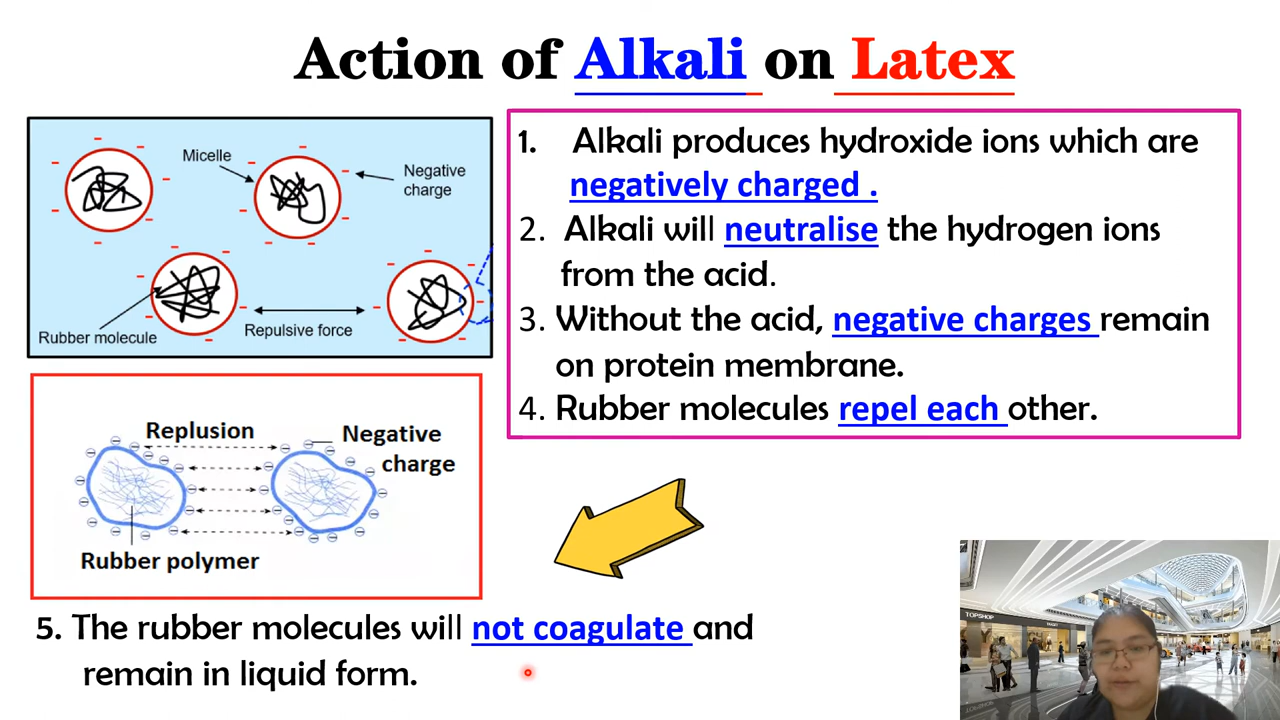 Action of Alkali on Latex
Micelle
Negative
charge
Rubber molecule
Repulsive force
Replusion
Negative
charge
Rubber polymer
1. Alkali produces hydroxide ions which are
negatively charged .
2. Alkali will neutralise the hydrogen ions
from the acid.
3. Without the acid, negative charges remain
on protein membrane.
4. Rubber molecules repel each other.
5. The rubber molecules will not coagulate and
remain in liquid form.
TOPSHOP